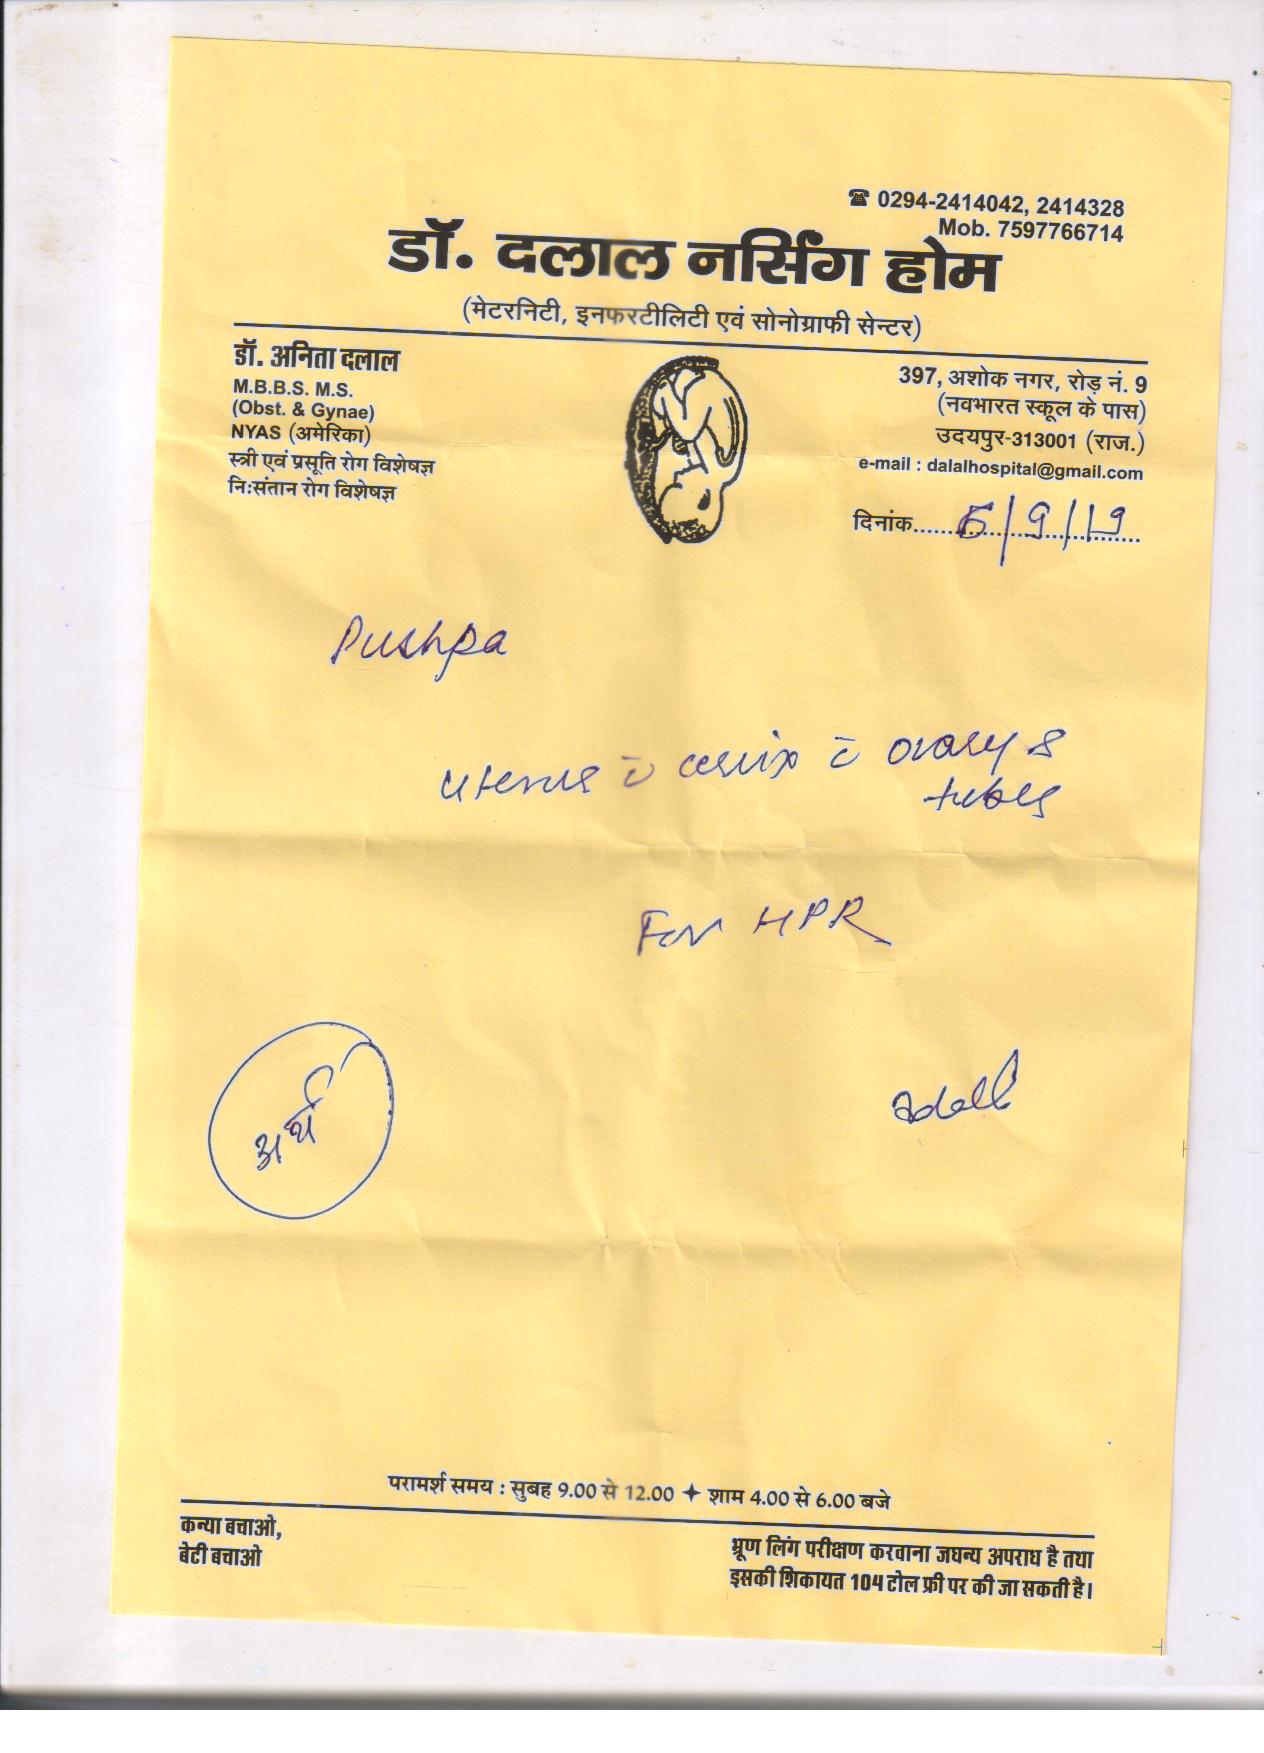 ☎ 0294-2414042, 2414328
Mob. 7597766714
डॉ. दलाल नर्सिंग होम
(मेटरनिटी, इनफरटीलिटी एवं सोनोग्राफी सेन्टर)
डॉ. अनिता दलाल
M.B.B.S. M.S.
(Obst. & Gynae)
NYAS (अमेरिका)
स्त्री एवं प्रसूति रोग विशेषज्ञ
निःसंतान रोग विशेषज्ञ
397, अशोक नगर, रोड़ नं. 9
(नवभारत स्कूल के पास)
उदयपुर-313001 (राज.)
e-mail : dalalhospital@gmail.com
दिनांक.......... /9/19
Pushpa
uterus c̄ cervix c̄ ovary &
tubes
For HPR
अर्थ
परामर्श समय : सुबह 9.00 से 12.00 ✦ शाम 4.00 से 6.00 बजे
कन्या बचाओ,
बेटी बचाओ
भ्रूण लिंग परीक्षण करवाना जघन्य अपराध है तथा
इसकी शिकायत 104 टोल फ्री पर की जा सकती है।